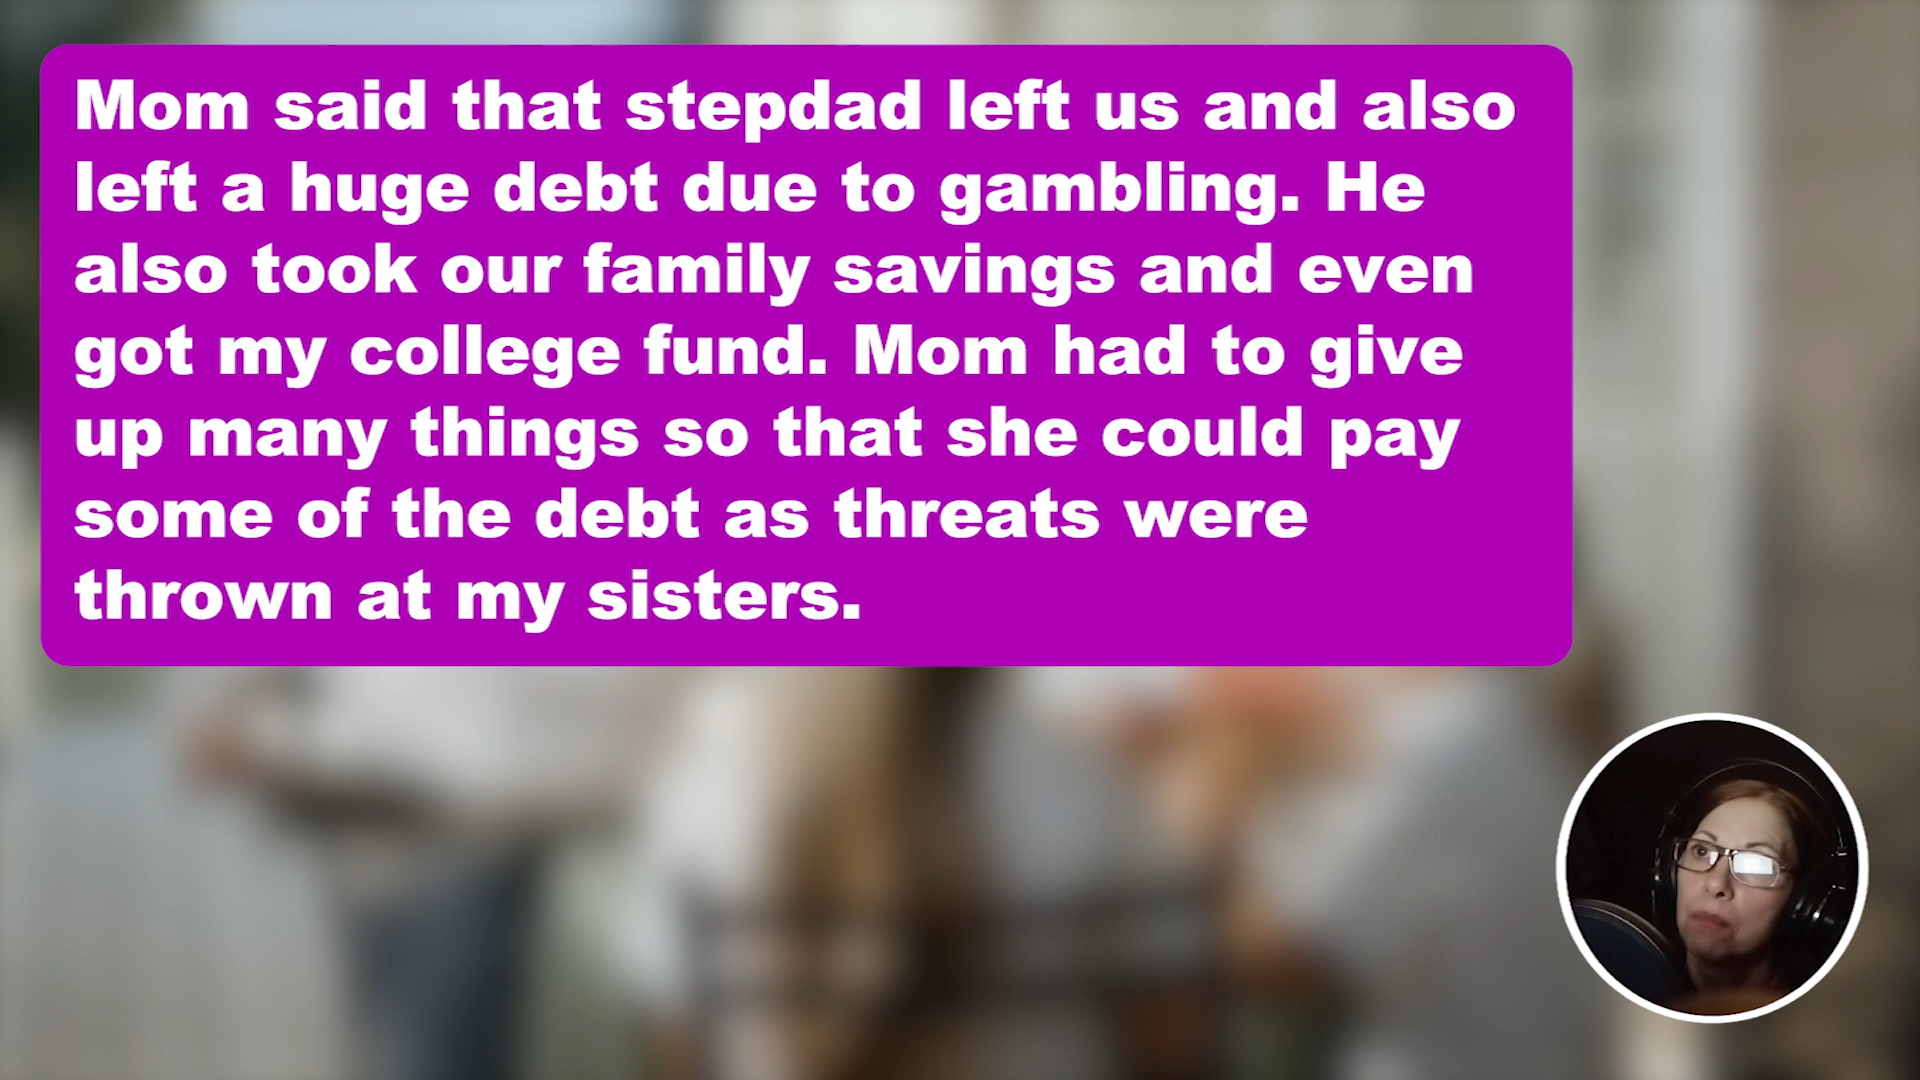 Mom said that stepdad left us and also
left a huge debt due to gambling. He
also took our family savings and even
got my college fund. Mom had to give
up many things so that she could pay
some of the debt as threats were
thrown at my sisters.